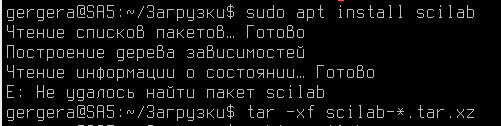 gergera@SA5:~/Загрузки$ sudo apt install scilab
Чтение списков пакетов… Готово
Построение дерева зависимостей
Чтение информации о состоянии… Готово
E: Не удалось найти пакет scilab
gergera@SA5:~/Загрузки$ tar -xf scilab-*.tar.xz